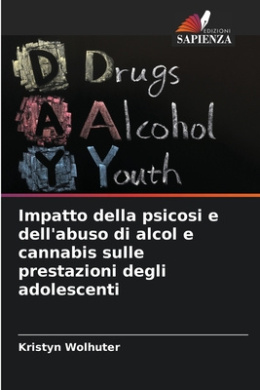 EDIZIONI
SAPIENZA
D Drugs
A Alcohol
Y Youth
Impatto della psicosi e
dell'abuso di alcol e
cannabis sulle
prestazioni degli
adolescenti
Kristyn Wolhuter